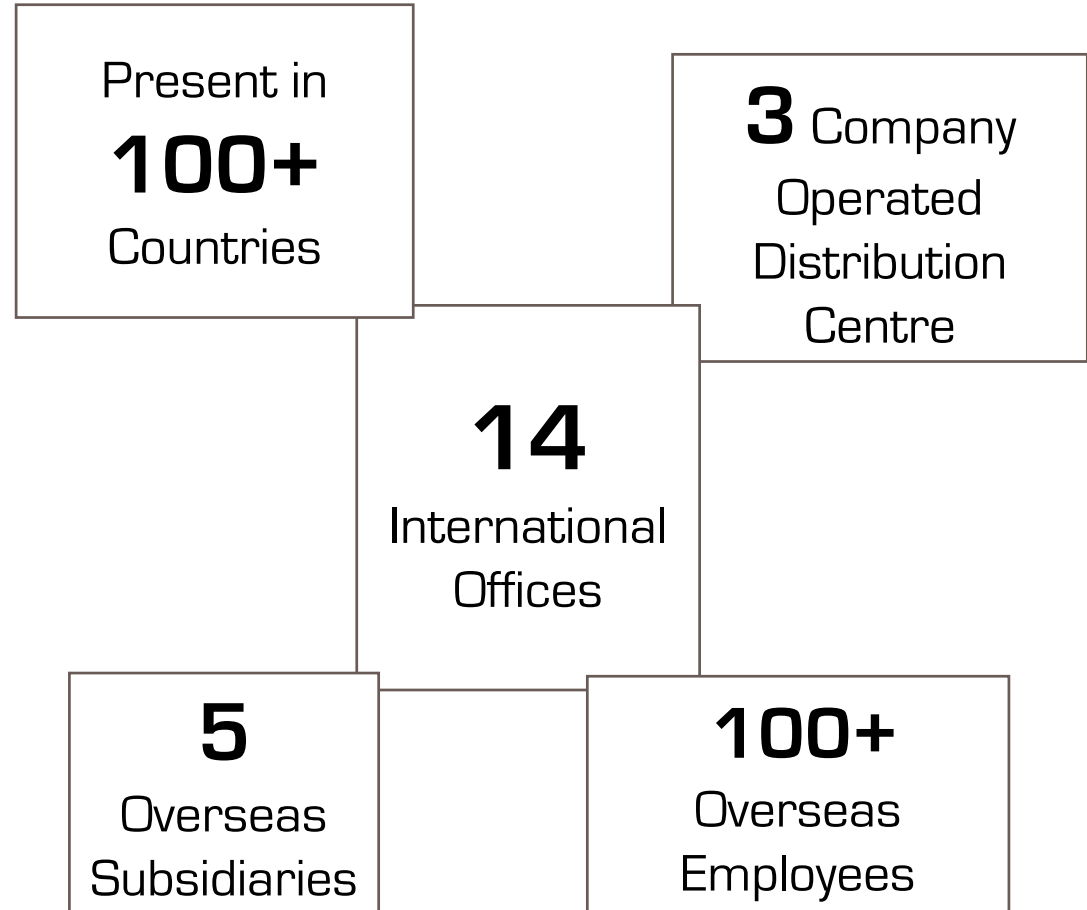 Present in
100+
Countries
3 Company
Operated
Distribution
Centre
14
International
Offices
5
Overseas
Subsidiaries
100+
Overseas
Employees